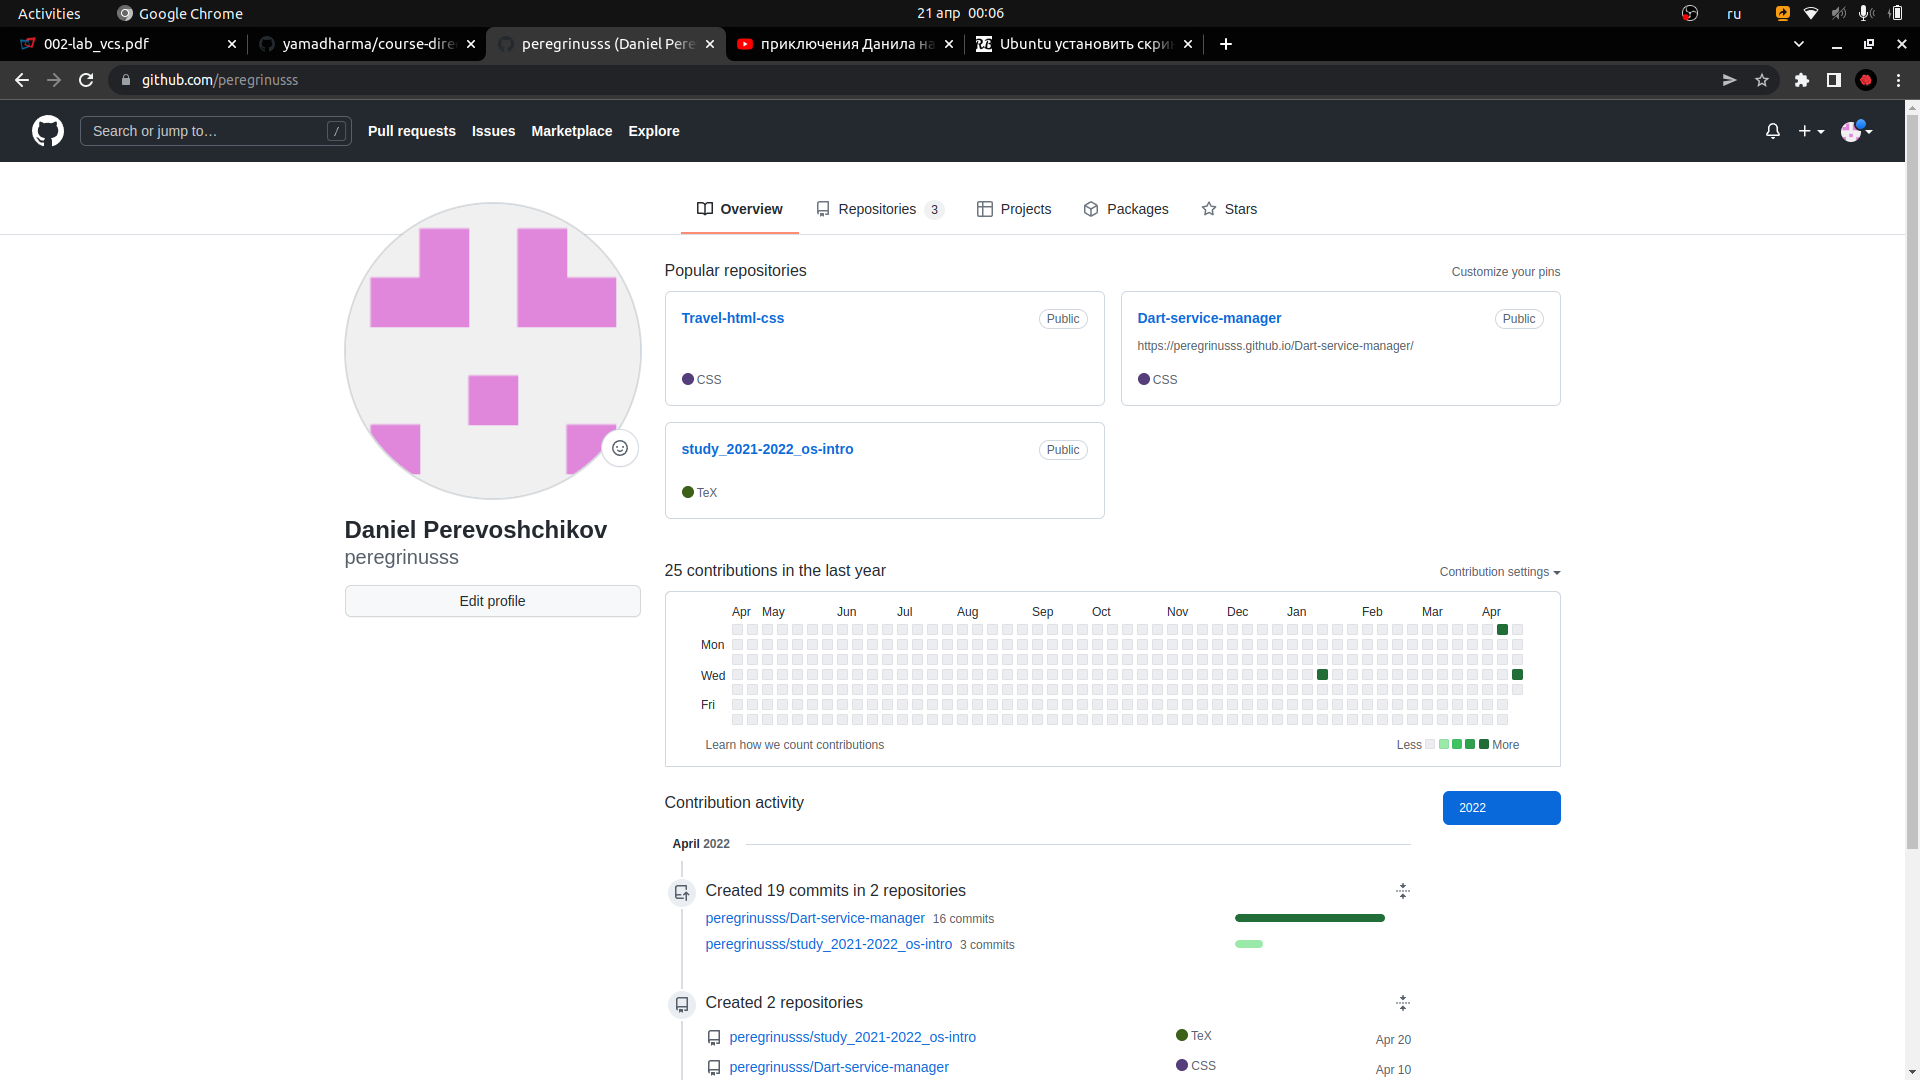 Activities
Google Chrome
21 апр 00:06
ru
002-lab_vcs.pdf
yamadharma/course-dire
peregrinusss (Daniel Pere
приключения Данила на
Ubuntu установить скри
github.com/peregrinusss
Search or jump to…
/
Pull requests
Issues
Marketplace
Explore
Overview
Repositories 3
Projects
Packages
Stars
Popular repositories
Customize your pins
Travel-html-css
Public
CSS
Dart-service-manager
Public
https://peregrinusss.github.io/Dart-service-manager/
CSS
study_2021-2022_os-intro
Public
TeX
Daniel Perevoshchikov
peregrinusss
Edit profile
25 contributions in the last year
Contribution settings
Apr May Jun Jul Aug Sep Oct Nov Dec Jan Feb Mar Apr
Mon
Wed
Fri
Learn how we count contributions
Less
More
Contribution activity
2022
April 2022
Created 19 commits in 2 repositories
peregrinusss/Dart-service-manager 16 commits
peregrinusss/study_2021-2022_os-intro 3 commits
Created 2 repositories
peregrinusss/study_2021-2022_os-intro
TeX
Apr 20
peregrinusss/Dart-service-manager
CSS
Apr 10